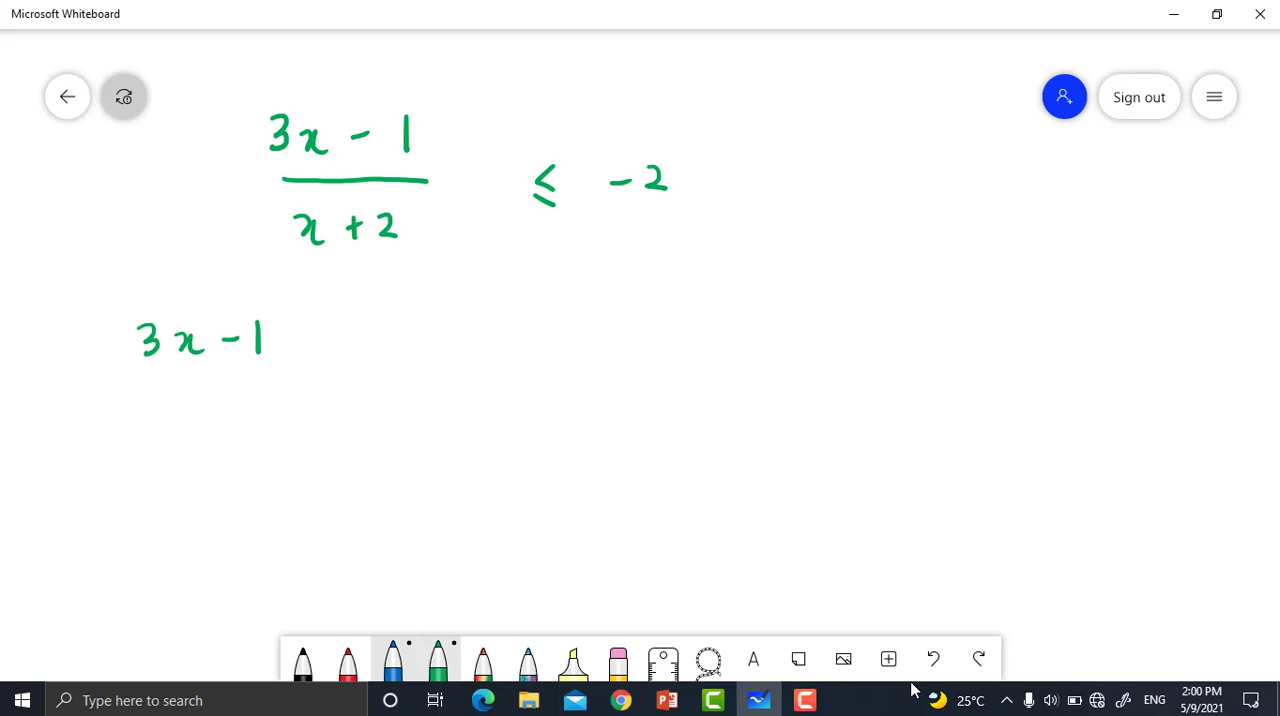 Microsoft Whiteboard
Sign out
3x - 1
≤ -2
x + 2
3x - 1
A
Type here to search
25°C
ENG
2:00 PM
5/9/2021